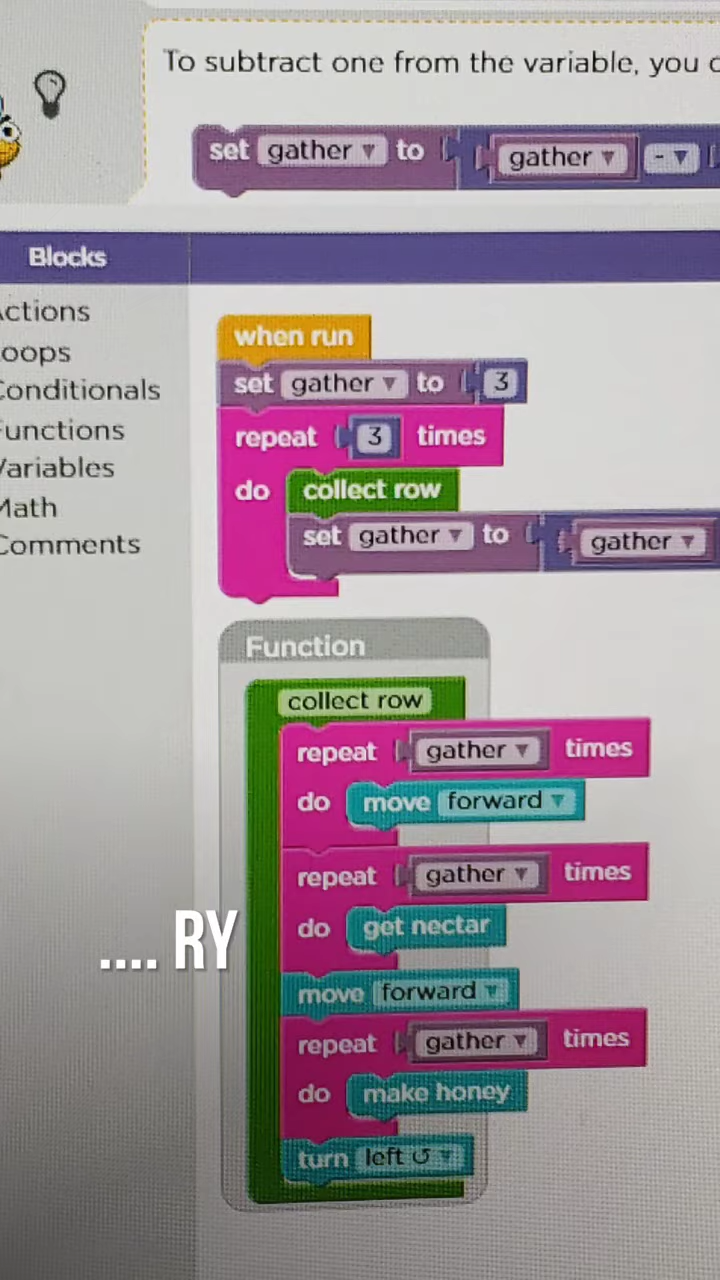 To subtract one from the variable, you
set gather ▼ to gather ▼ - ▼
Blocks
Actions
Loops
Conditionals
Functions
Variables
Math
Comments
when run
set gather ▼ to 3
repeat 3 times
do collect row
set gather ▼ to gather ▼
Function
collect row
repeat gather ▼ times
do move forward ▼
repeat gather ▼ times
do get nectar
move forward ▼
repeat gather ▼ times
do make honey
turn left ↺ ▼
.... RY